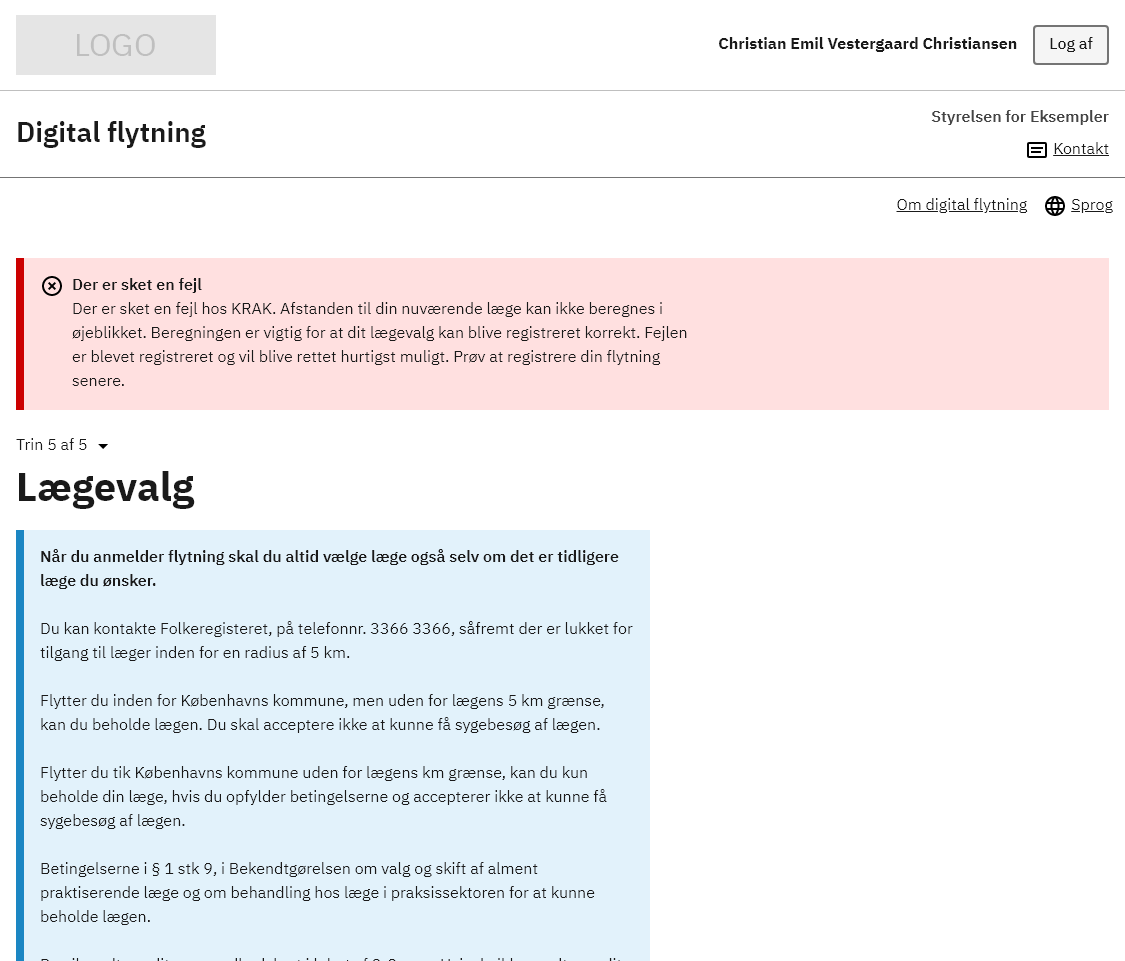 LOGO
Christian Emil Vestergaard Christiansen
Log af
Digital flytning
Styrelsen for Eksempler
Kontakt
Om digital flytning
Sprog
Der er sket en fejl
Der er sket en fejl hos KRAK. Afstanden til din nuværende læge kan ikke beregnes i
øjeblikket. Beregningen er vigtig for at dit lægevalg kan blive registreret korrekt. Fejlen
er blevet registreret og vil blive rettet hurtigst muligt. Prøv at registrere din flytning
senere.
Trin 5 af 5
Lægevalg
Når du anmelder flytning skal du altid vælge læge også selv om det er tidligere
læge du ønsker.
Du kan kontakte Folkeregisteret, på telefonnr. 3366 3366, såfremt der er lukket for
tilgang til læger inden for en radius af 5 km.
Flytter du inden for Københavns kommune, men uden for lægens 5 km grænse,
kan du beholde lægen. Du skal acceptere ikke at kunne få sygebesøg af lægen.
Flytter du tik Københavns kommune uden for lægens km grænse, kan du kun
beholde din læge, hvis du opfylder betingelserne og accepterer ikke at kunne få
sygebesøg af lægen.
Betingelserne i § 1 stk 9, i Bekendtgørelsen om valg og skift af alment
praktiserende læge og om behandling hos læge i praksissektoren for at kunne
beholde lægen.